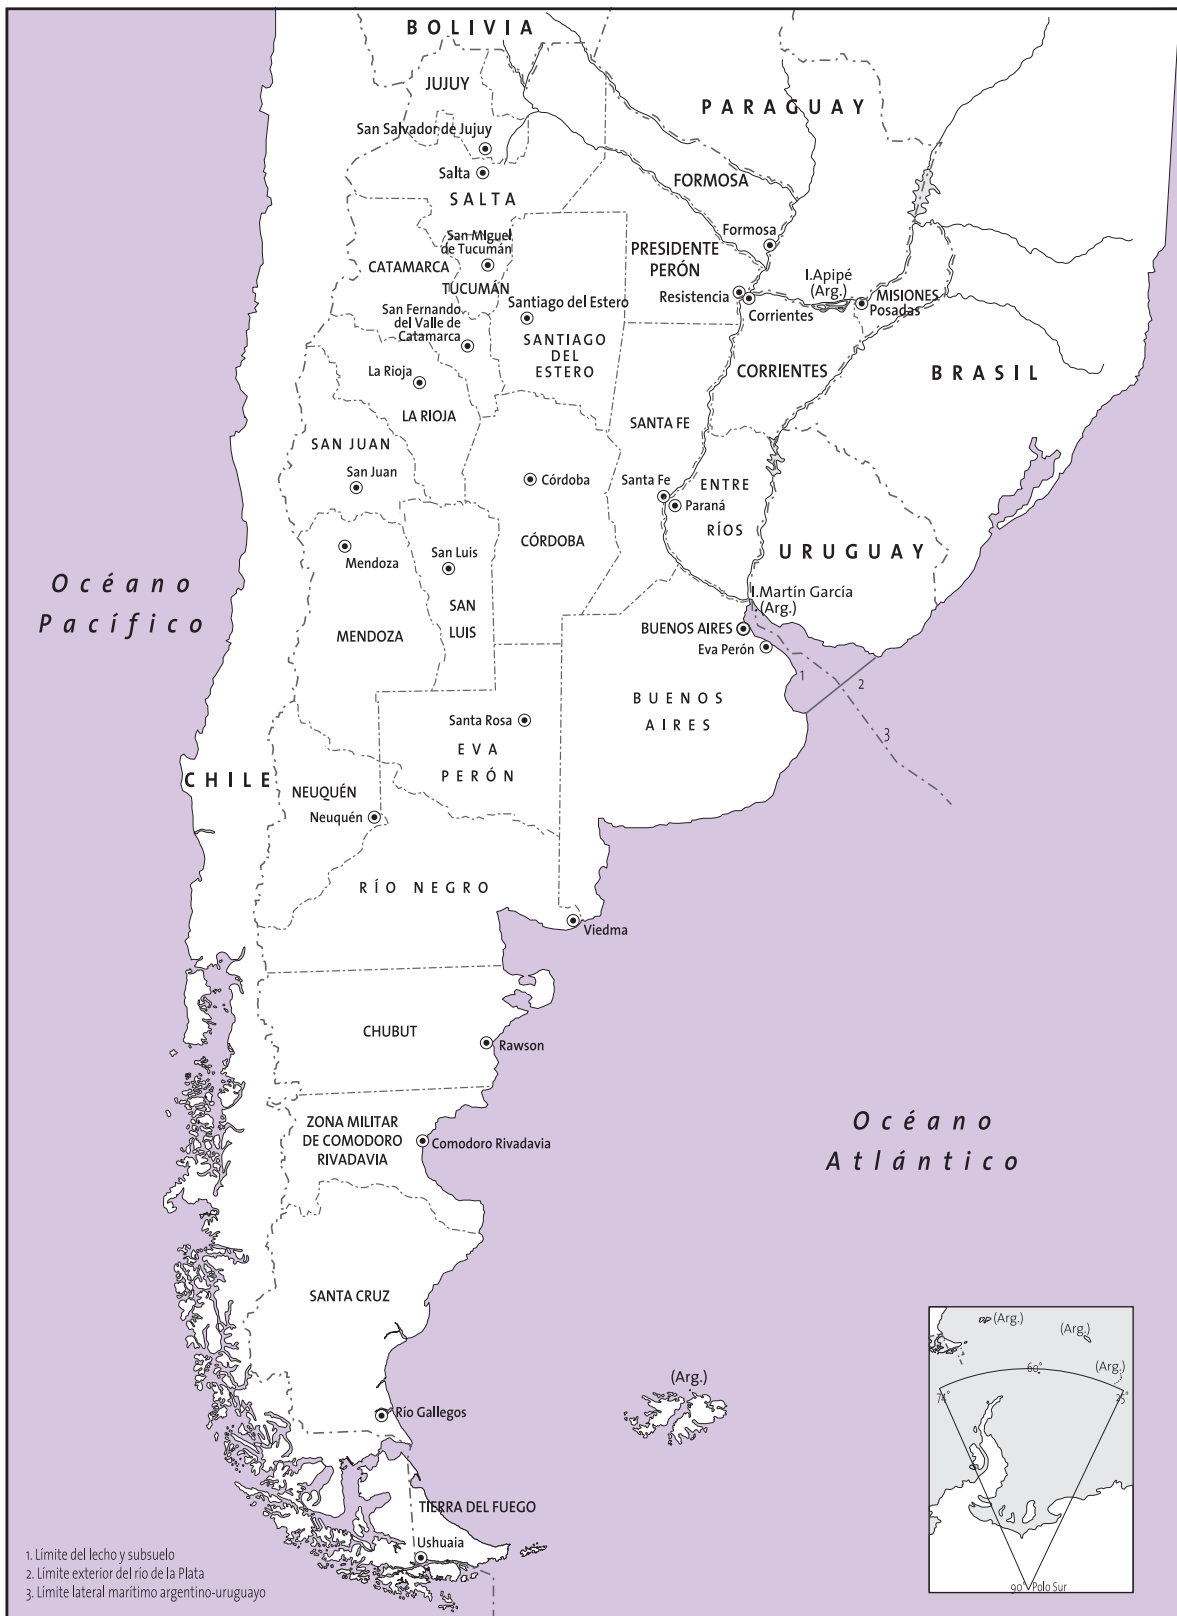 BOLIVIA
JUJUY
PARAGUAY
San Salvador de Jujuy
Salta
SALTA
FORMOSA
Formosa
San Miguel
de Tucumán
CATAMARCA
TUCUMÁN
PRESIDENTE
PERÓN
I.Apipé
(Arg.)
Resistencia
Corrientes
MISIONES
Posadas
San Fernando
del Valle de
Catamarca
Santiago del Estero
SANTIAGO
DEL
ESTERO
La Rioja
LA RIOJA
CORRIENTES
BRASIL
SANTA FE
SAN JUAN
San Juan
Córdoba
CÓRDOBA
Santa Fe
Paraná
ENTRE
RÍOS
URUGUAY
Mendoza
MENDOZA
San Luis
SAN
LUIS
Océano
Pacífico
I.Martín García
(Arg.)
BUENOS AIRES
Eva Perón
1
2
3
BUENOS
AIRES
Santa Rosa
EVA
PERÓN
CHILE
NEUQUÉN
Neuquén
RÍO NEGRO
Viedma
CHUBUT
Rawson
ZONA MILITAR
DE COMODORO
RIVADAVIA
Comodoro Rivadavia
Océano
Atlántico
SANTA CRUZ
Río Gallegos
(Arg.)
TIERRA DEL FUEGO
Ushuaia
(Arg.)
(Arg.)
(Arg.)
60°
74°
25°
90° Polo Sur
1. Límite del lecho y subsuelo
2. Límite exterior del río de la Plata
3. Límite lateral marítimo argentino-uruguayo